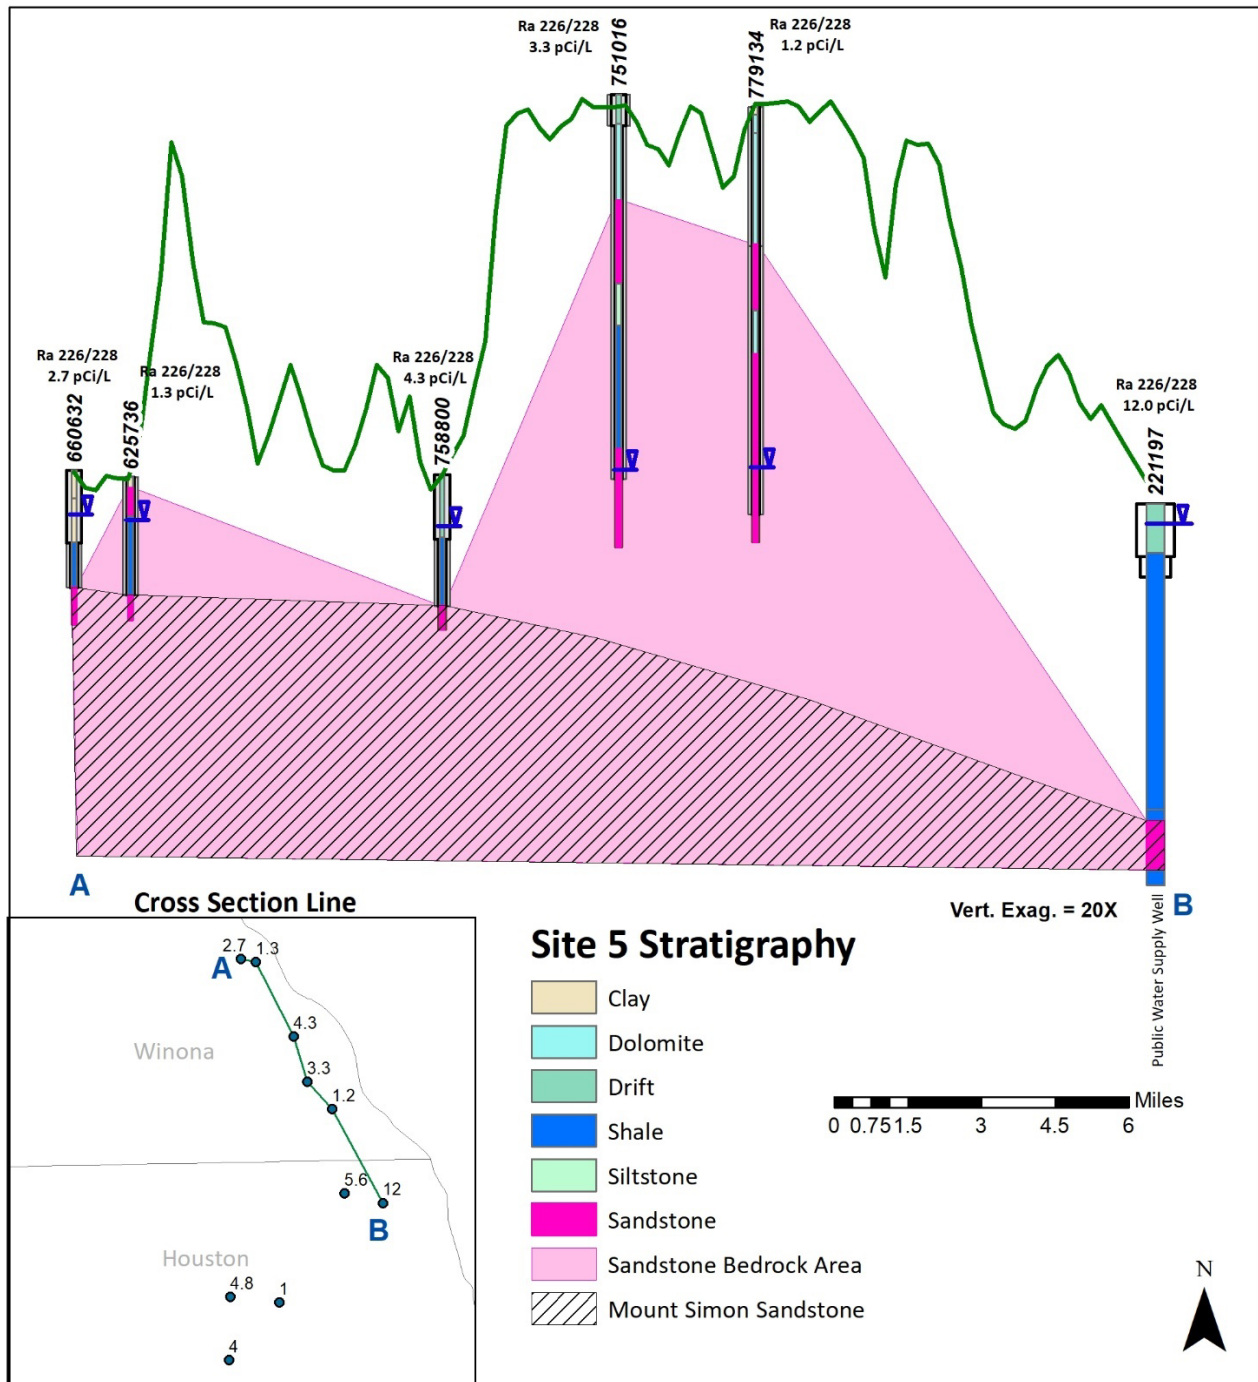 Ra 226/228
3.3 pCi/L
751016
779134
Ra 226/228
1.2 pCi/L
Ra 226/228
2.7 pCi/L
660632
625736
Ra 226/228
1.3 pCi/L
Ra 226/228
4.3 pCi/L
758800
Ra 226/228
12.0 pCi/L
221197
A
B
Vert. Exag. = 20X
Public Water Supply Well
Cross Section Line
2.7
1.3
A
4.3
Winona
3.3
1.2
5.6
12
B
Houston
4.8
1
4
Site 5 Stratigraphy
Clay
Dolomite
Drift
Shale
Siltstone
Sandstone
Sandstone Bedrock Area
Mount Simon Sandstone
Miles
0 0.75 1.5 3 4.5 6
N